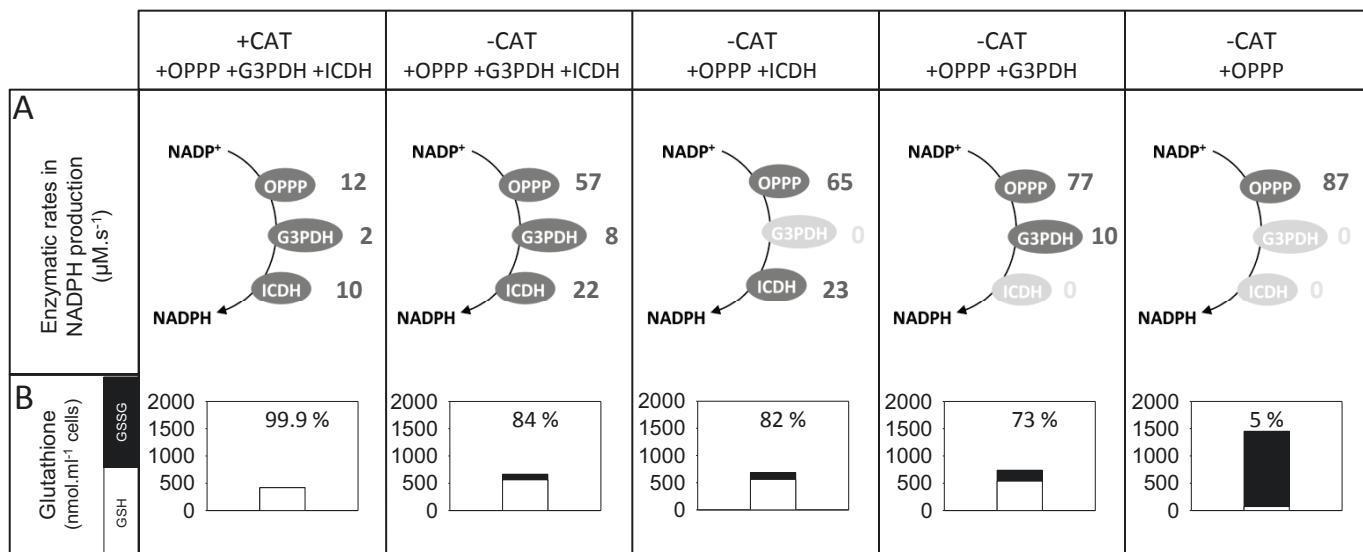 +CAT
+OPPP +G3PDH +ICDH
-CAT
+OPPP +G3PDH +ICDH
-CAT
+OPPP +ICDH
-CAT
+OPPP +G3PDH
-CAT
+OPPP
A
Enzymatic rates in
NADPH production
(µM.s⁻¹)
NADP⁺
OPPP 12
G3PDH 2
ICDH 10
NADPH
NADP⁺
OPPP 57
G3PDH 8
ICDH 22
NADPH
NADP⁺
OPPP 65
G3PDH 0
ICDH 23
NADPH
NADP⁺
OPPP 77
G3PDH 10
ICDH 0
NADPH
NADP⁺
OPPP 87
G3PDH 0
ICDH 0
NADPH
B
Glutathione
(nmol.ml⁻¹ cells)
GSSG
GSH
2000
1500
1000
500
0
99.9 %
2000
1500
1000
500
0
84 %
2000
1500
1000
500
0
82 %
2000
1500
1000
500
0
73 %
2000
1500
1000
500
0
5 %